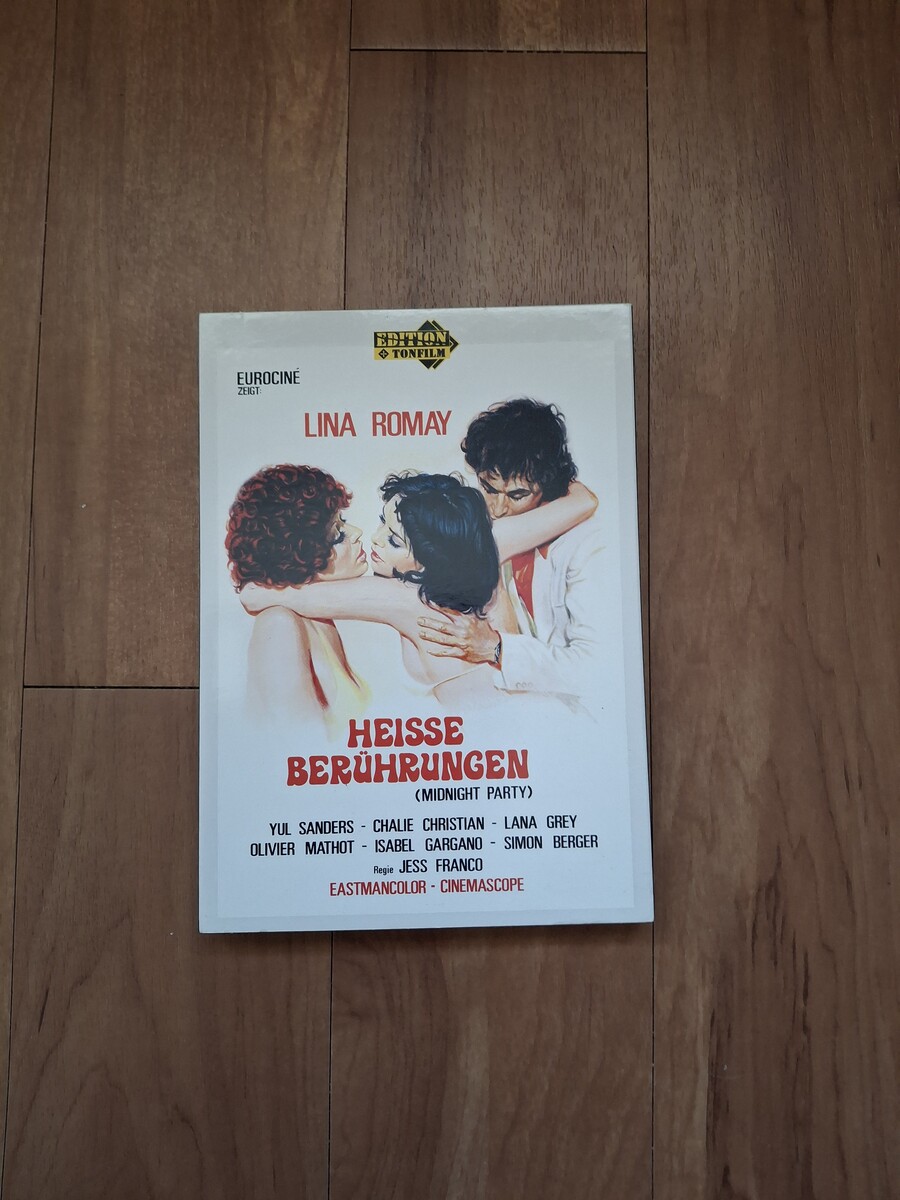 EDITION
TONFILM
EUROCINÉ
ZEIGT:
LINA ROMAY
HEISSE
BERÜHRUNGEN
(MIDNIGHT PARTY)
YUL SANDERS - CHALIE CHRISTIAN - LANA GREY
OLIVIER MATHOT - ISABEL GARGANO - SIMON BERGER
Regie JESS FRANCO
EASTMANCOLOR - CINEMASCOPE